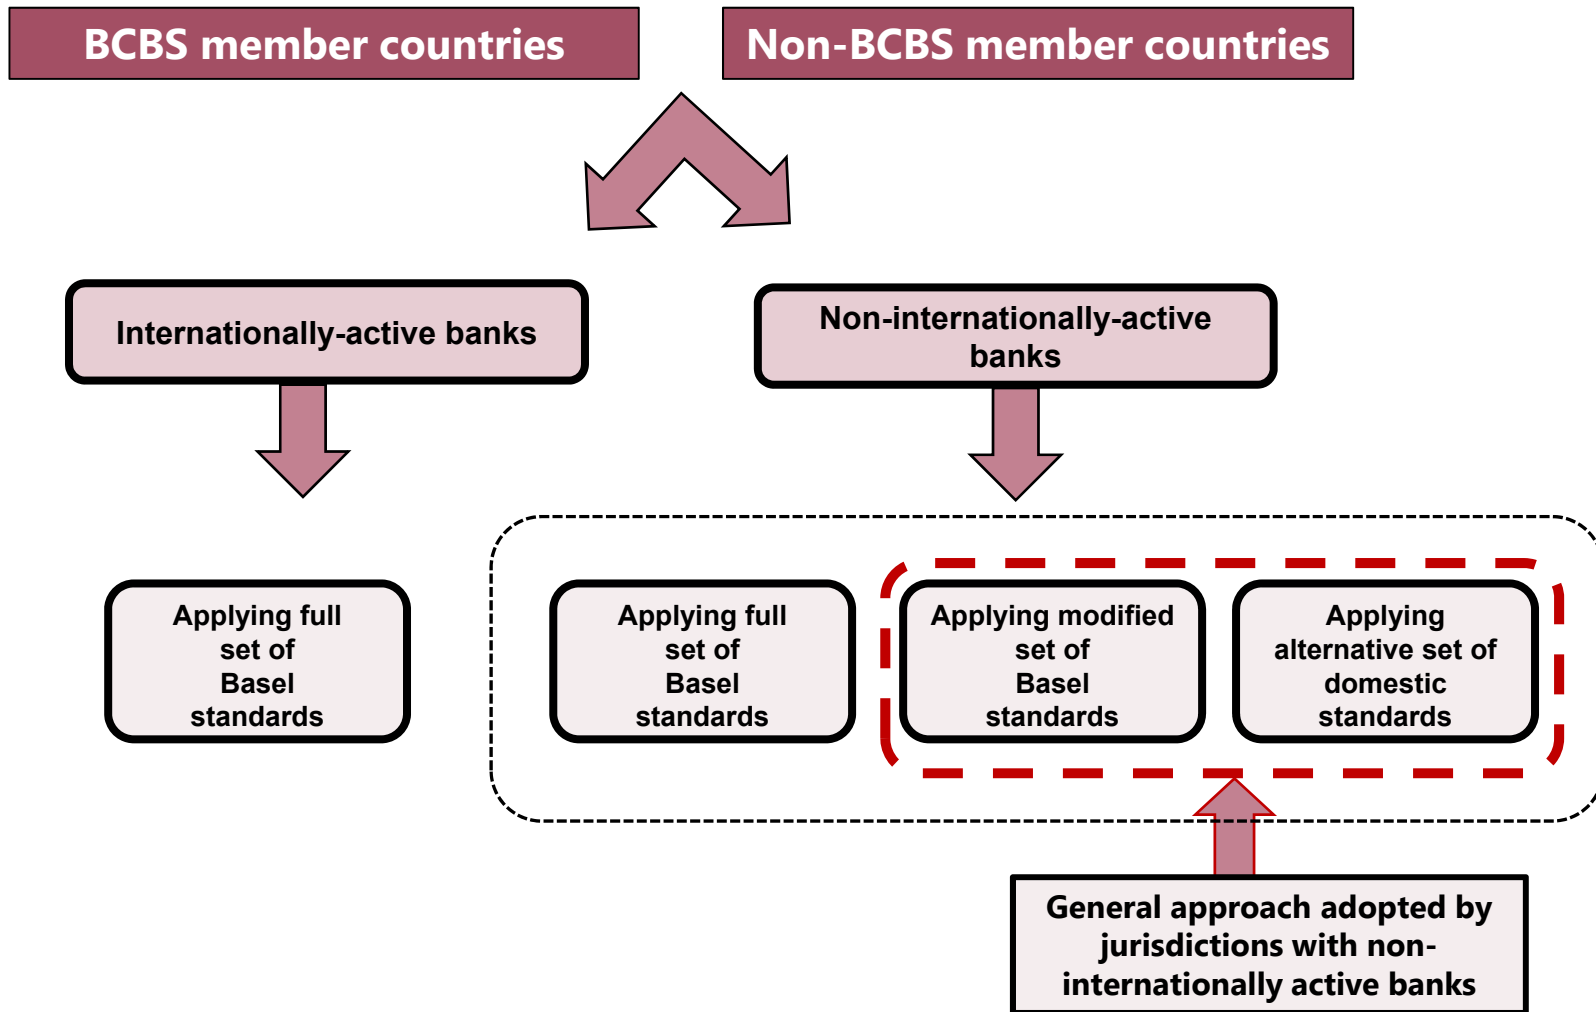 BCBS member countries
Non-BCBS member countries
Internationally-active banks
Non-internationally-active
banks
Applying full
set of
Basel
standards
Applying full
set of
Basel
standards
Applying modified
set of
Basel
standards
Applying
alternative set of
domestic
standards
General approach adopted by
jurisdictions with non-
internationally active banks